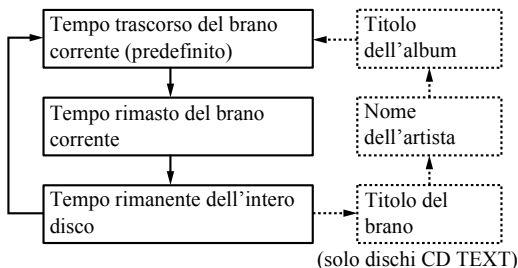 Tempo trascorso del brano
corrente (predefinito)
Tempo rimasto del brano
corrente
Tempo rimanente dell'intero
disco
Titolo
dell'album
Nome
dell'artista
Titolo del
brano
(solo dischi CD TEXT)